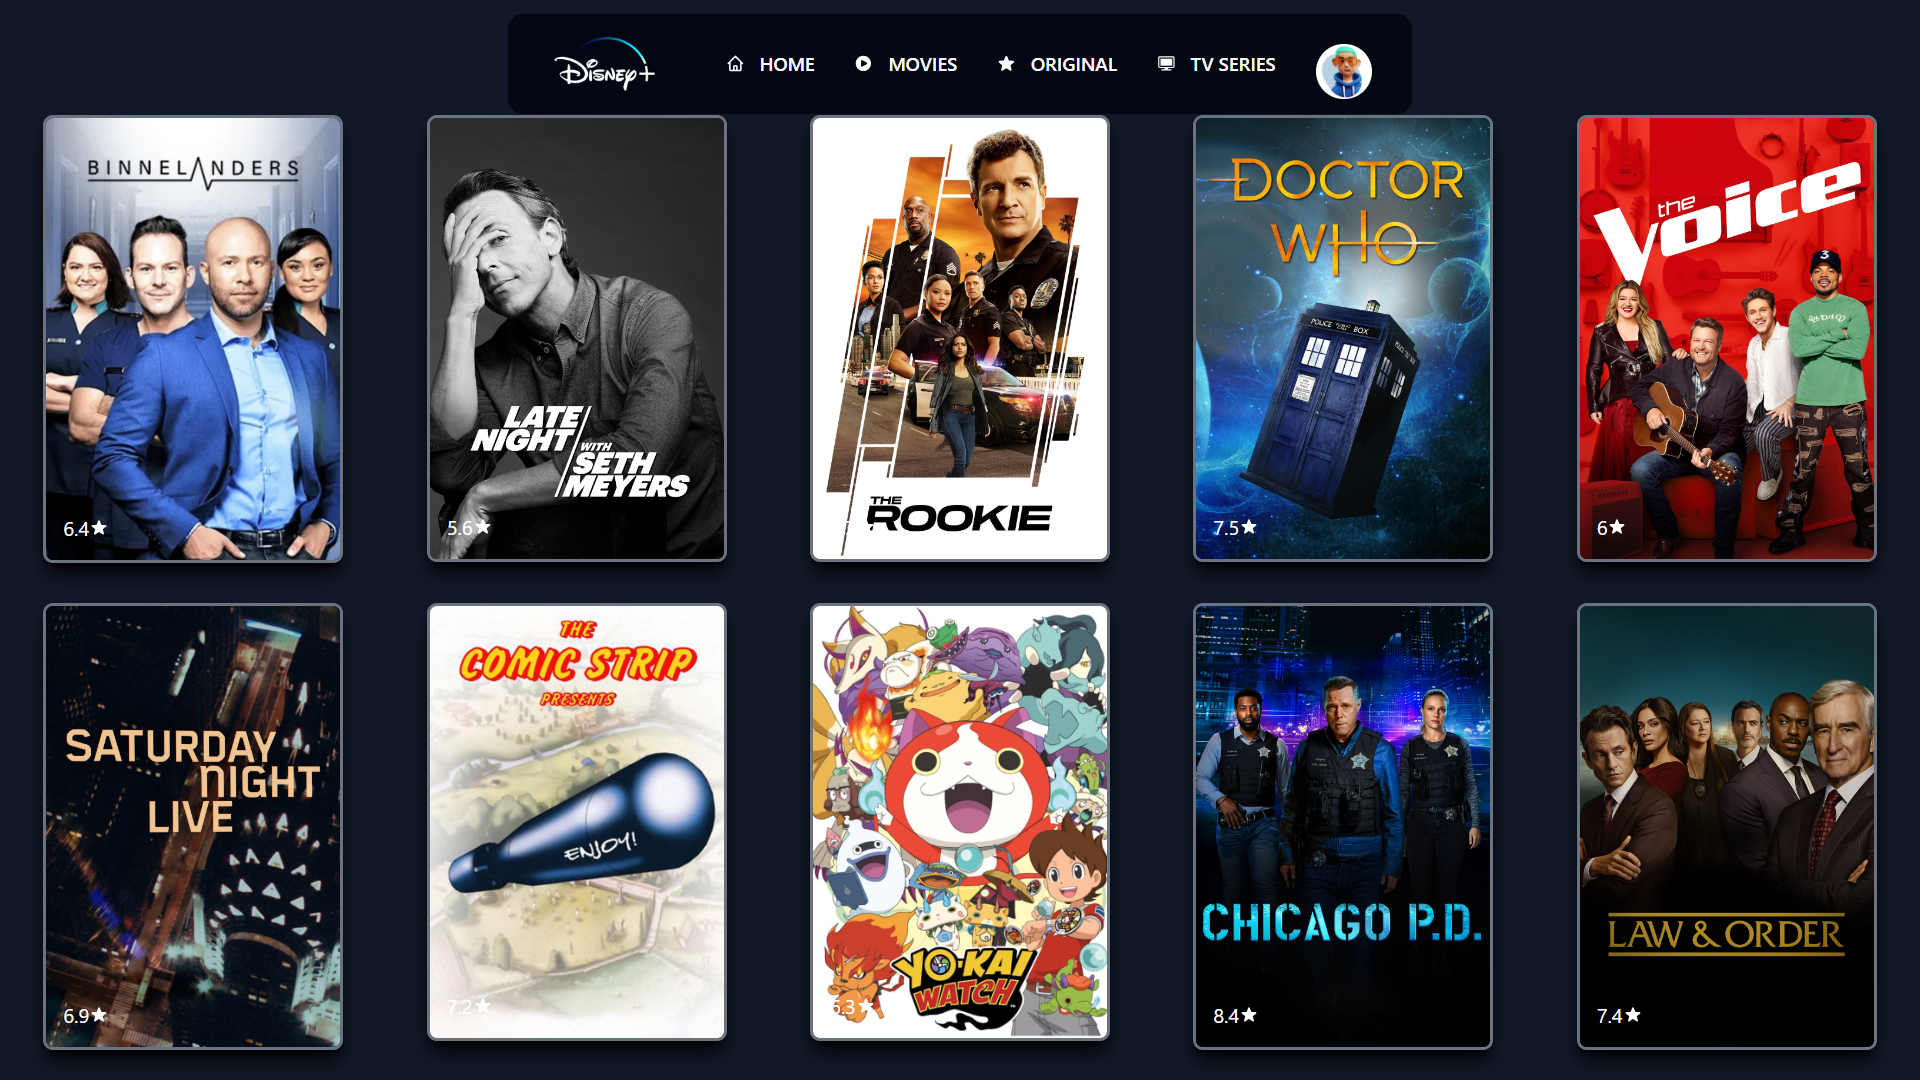 Disney+
HOME
MOVIES
ORIGINAL
TV SERIES
BINNELANDERS
6.4
LATE
NIGHT
WITH
SETH
MEYERS
5.6
THE
ROOKIE
DOCTOR
WHO
POLICE BOX
7.5
the
Voice
3
6
SATURDAY
NIGHT
LIVE
6.9
THE
COMIC STRIP
PRESENTS
ENJOY!
7.2
YO-KAI
WATCH
6.3
CHICAGO P.D.
8.4
LAW & ORDER
7.4